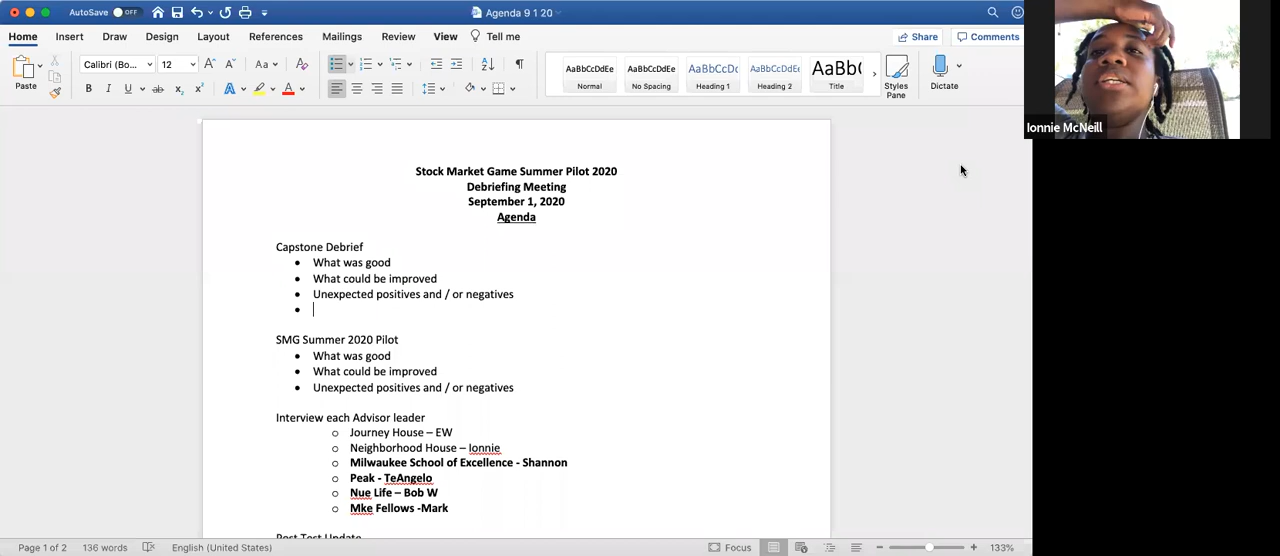 AutoSave OFF
Agenda 9 1 20
Home Insert Draw Design Layout References Mailings Review View Tell me
Share Comments
Paste
Calibri (Bo... 12
AaBbCcDdEe AaBbCcDdEe AaBbCcDc AaBbCcDdEe AaBb(
Normal No Spacing Heading 1 Heading 2 Title
Styles Pane
Dictate
Ionnie McNeill
Stock Market Game Summer Pilot 2020
Debriefing Meeting
September 1, 2020
Agenda
Capstone Debrief
• What was good
• What could be improved
• Unexpected positives and / or negatives
•
SMG Summer 2020 Pilot
• What was good
• What could be improved
• Unexpected positives and / or negatives
Interview each Advisor leader
o Journey House – EW
o Neighborhood House – Ionnie
o Milwaukee School of Excellence - Shannon
o Peak - TeAngelo
o Nue Life – Bob W
o Mke Fellows -Mark
Post Test Update
Page 1 of 2 136 words English (United States) Focus 133%